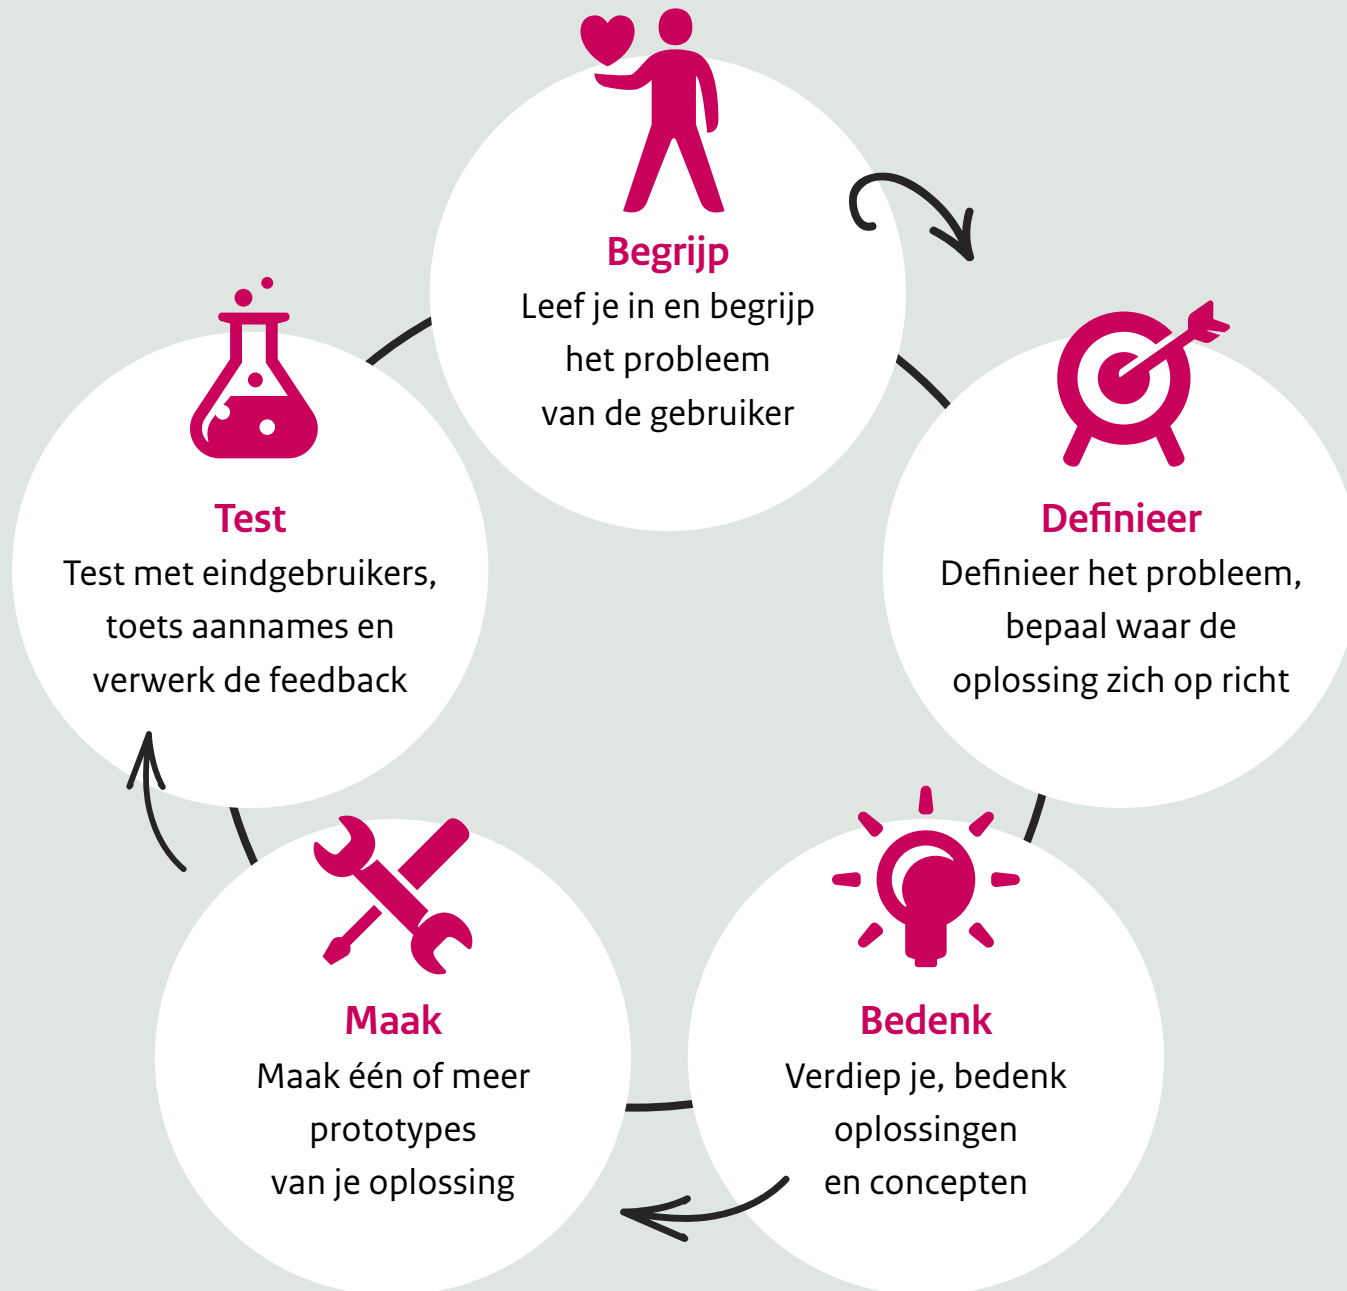 Begrijp
Leef je in en begrijp
het probleem
van de gebruiker
Definieer
Definieer het probleem,
bepaal waar de
oplossing zich op richt
Bedenk
Verdiep je, bedenk
oplossingen
en concepten
Maak
Maak één of meer
prototypes
van je oplossing
Test
Test met eindgebruikers,
toets aannames en
verwerk de feedback